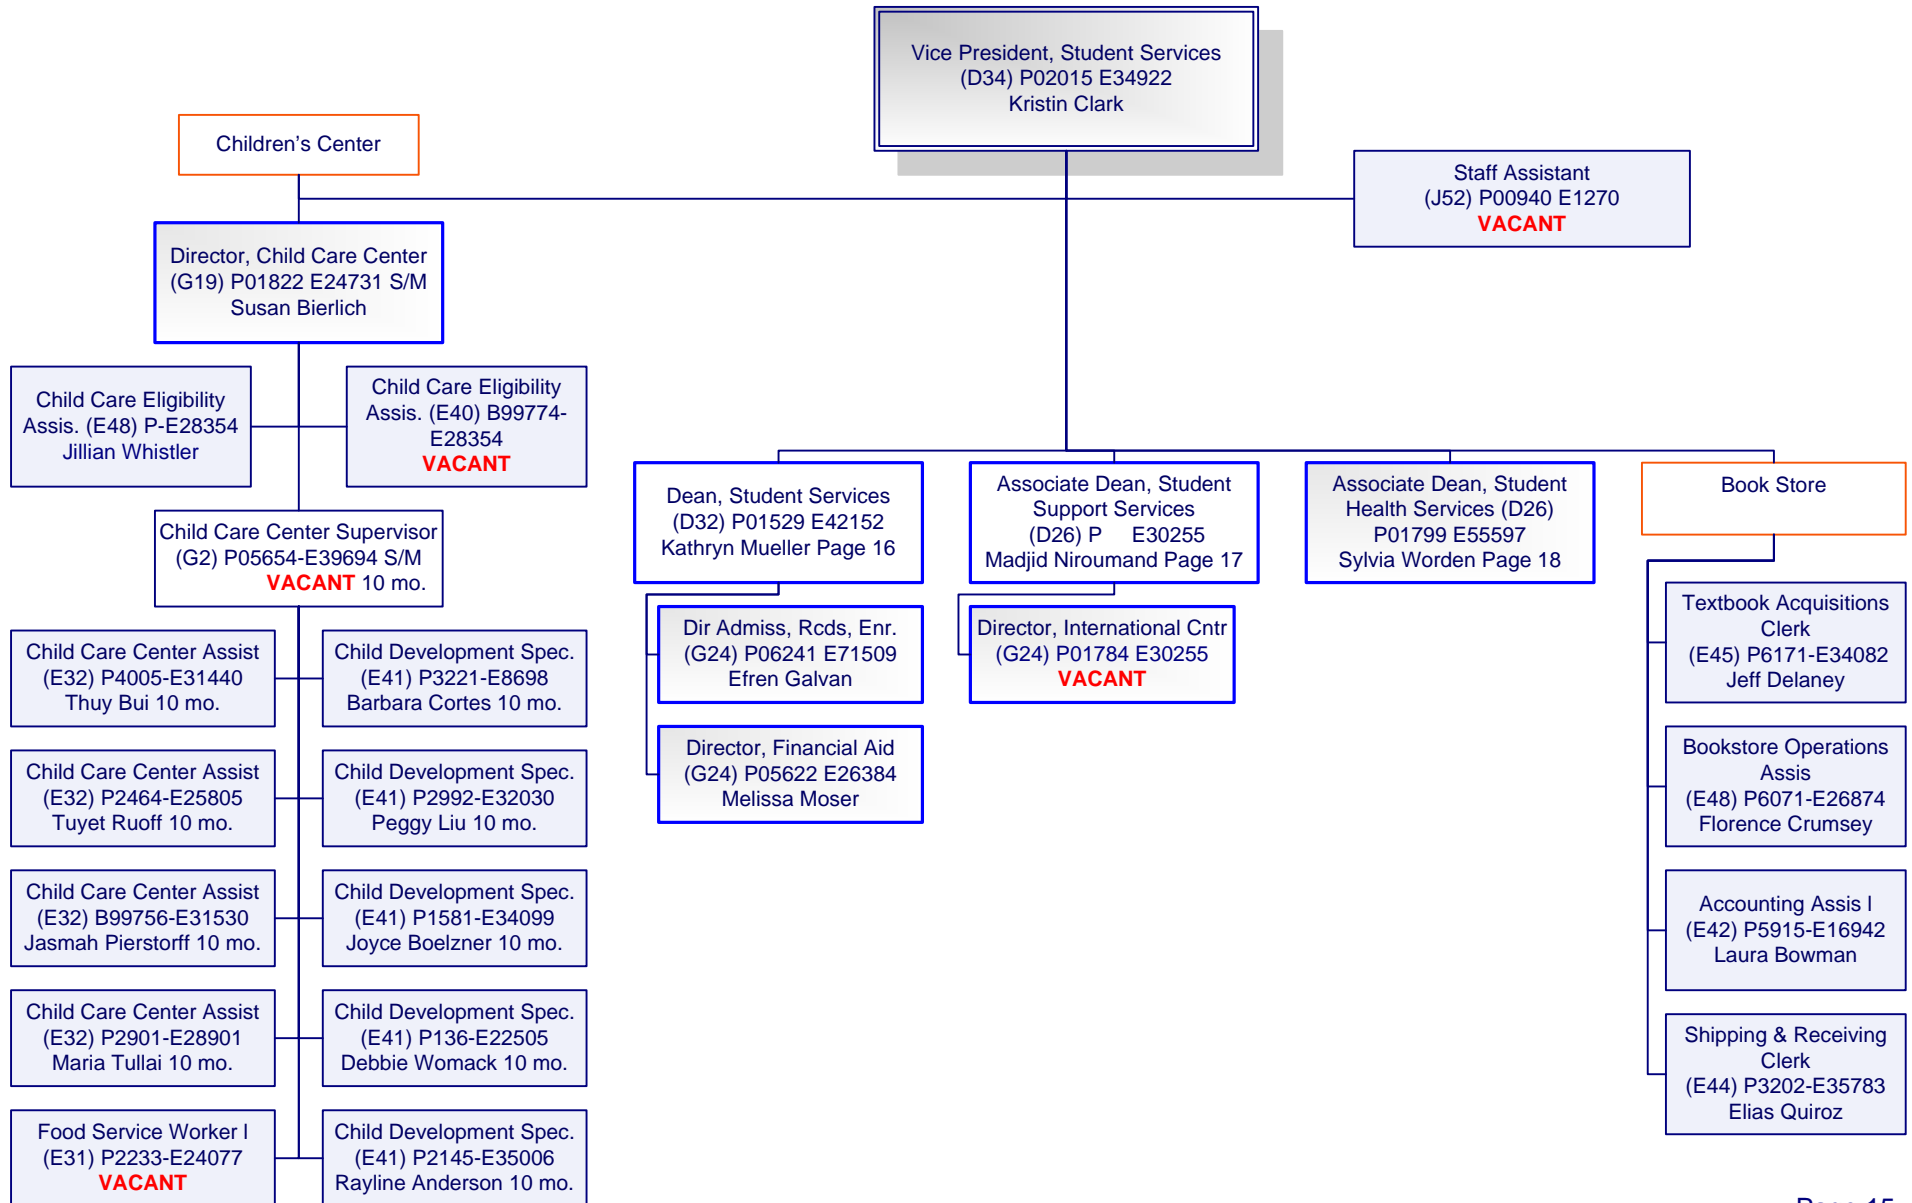 Vice President, Student Services
(D34) P02015 E34922
Kristin Clark
Children's Center
Staff Assistant
(J52) P00940 E1270
VACANT
Director, Child Care Center
(G19) P01822 E24731 S/M
Susan Bierlich
Child Care Eligibility
Assis. (E48) P-E28354
Jillian Whistler
Child Care Eligibility
Assis. (E40) B99774-
E28354
VACANT
Child Care Center Supervisor
(G2) P05654-E39694 S/M
VACANT 10 mo.
Child Care Center Assist
(E32) P4005-E31440
Thuy Bui 10 mo.
Child Development Spec.
(E41) P3221-E8698
Barbara Cortes 10 mo.
Child Care Center Assist
(E32) P2464-E25805
Tuyet Ruoff 10 mo.
Child Development Spec.
(E41) P2992-E32030
Peggy Liu 10 mo.
Child Care Center Assist
(E32) B99756-E31530
Jasmah Pierstorff 10 mo.
Child Development Spec.
(E41) P1581-E34099
Joyce Boelzner 10 mo.
Child Care Center Assist
(E32) P2901-E28901
Maria Tullai 10 mo.
Child Development Spec.
(E41) P136-E22505
Debbie Womack 10 mo.
Food Service Worker I
(E31) P2233-E24077
VACANT
Child Development Spec.
(E41) P2145-E35006
Rayline Anderson 10 mo.
Dean, Student Services
(D32) P01529 E42152
Kathryn Mueller Page 16
Dir Admiss, Rcds, Enr.
(G24) P06241 E71509
Efren Galvan
Director, Financial Aid
(G24) P05622 E26384
Melissa Moser
Associate Dean, Student
Support Services
(D26) P E30255
Madjid Niroumand Page 17
Director, International Cntr
(G24) P01784 E30255
VACANT
Associate Dean, Student
Health Services (D26)
P01799 E55597
Sylvia Worden Page 18
Book Store
Textbook Acquisitions
Clerk
(E45) P6171-E34082
Jeff Delaney
Bookstore Operations
Assis
(E48) P6071-E26874
Florence Crumsey
Accounting Assis I
(E42) P5915-E16942
Laura Bowman
Shipping & Receiving
Clerk
(E44) P3202-E35783
Elias Quiroz
Page 15